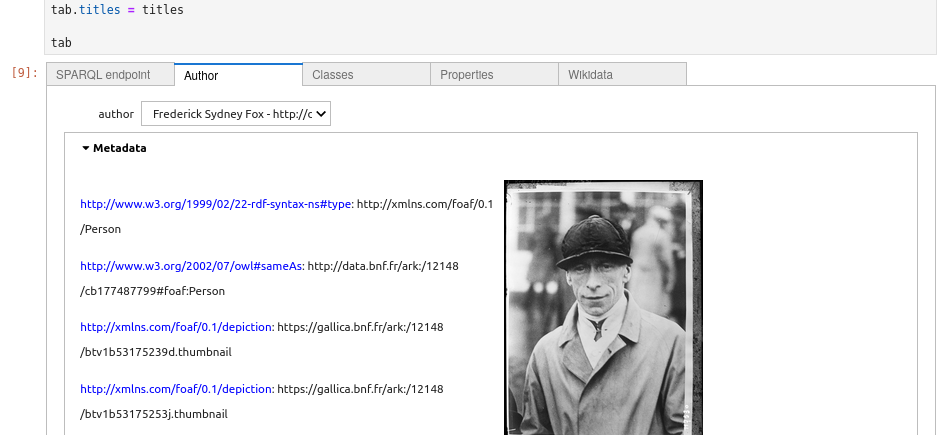 tab.titles = titles
tab
[9]:
SPARQL endpoint
Author
Classes
Properties
Wikidata
author
Frederick Sydney Fox - http://c
Metadata
http://www.w3.org/1999/02/22-rdf-syntax-ns#type: http://xmlns.com/foaf/0.1
/Person
http://www.w3.org/2002/07/owl#sameAs: http://data.bnf.fr/ark:/12148
/cb177487799#foaf:Person
http://xmlns.com/foaf/0.1/depiction: https://gallica.bnf.fr/ark:/12148
/btv1b53175239d.thumbnail
http://xmlns.com/foaf/0.1/depiction: https://gallica.bnf.fr/ark:/12148
/btv1b53175253j.thumbnail